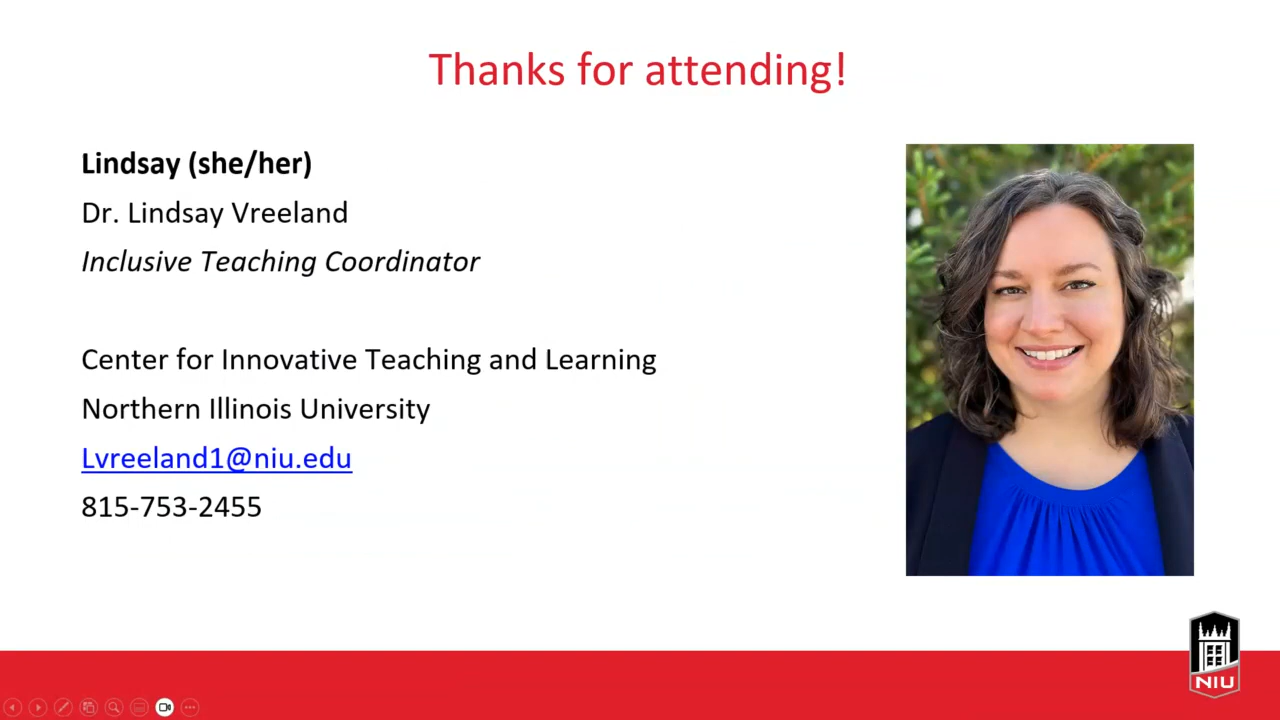 Thanks for attending!
Lindsay (she/her)
Dr. Lindsay Vreeland
Inclusive Teaching Coordinator
Center for Innovative Teaching and Learning
Northern Illinois University
Lvreeland1@niu.edu
815-753-2455
NIU